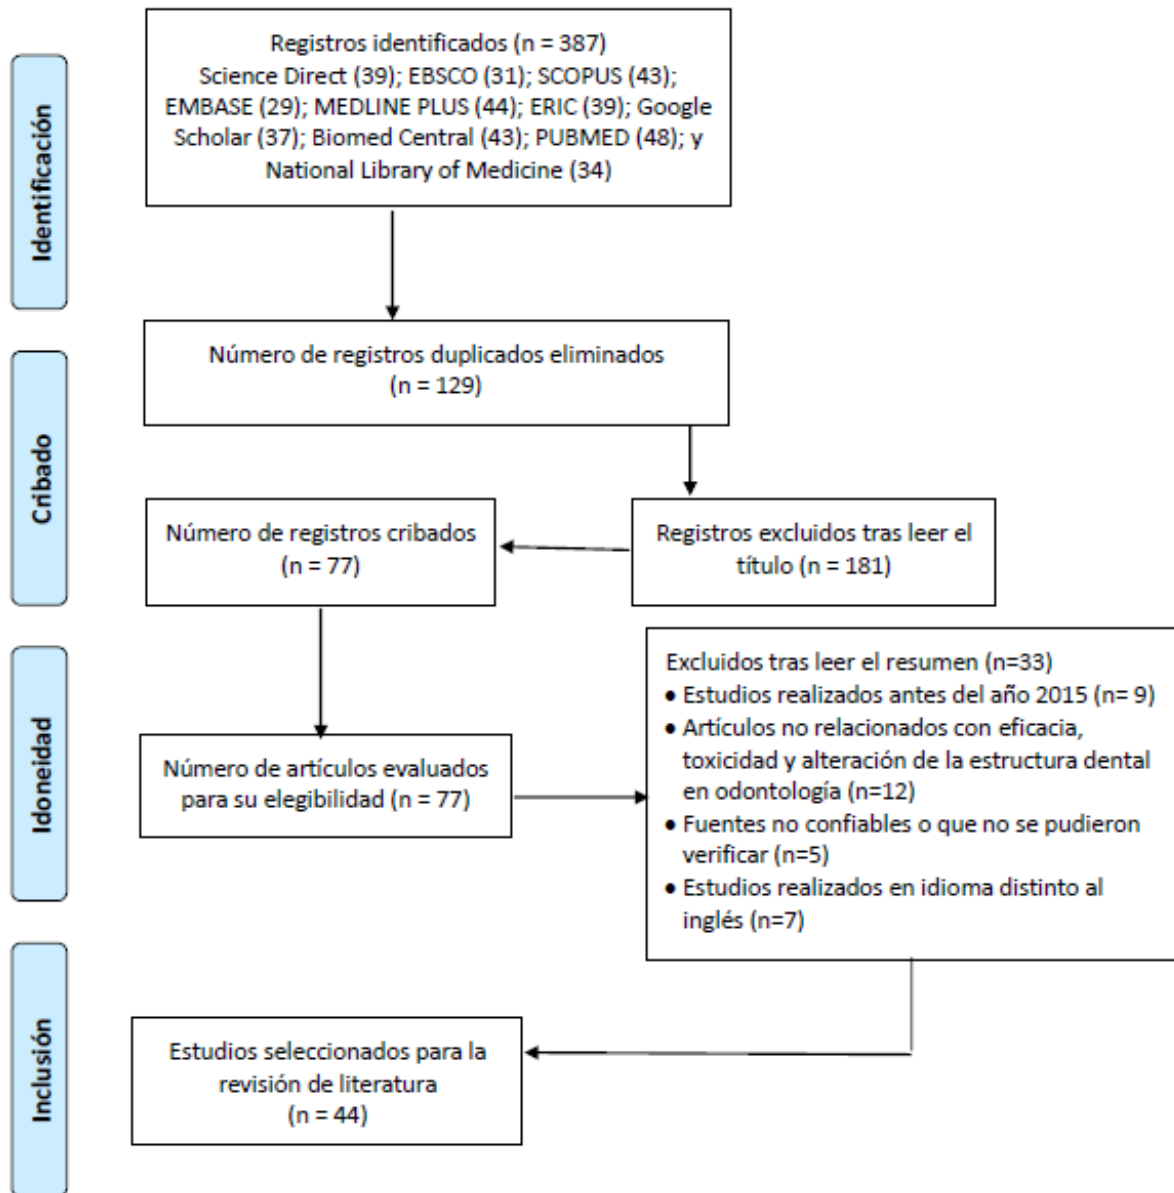 Identificación
Registros identificados (n = 387)
Science Direct (39); EBSCO (31); SCOPUS (43);
EMBASE (29); MEDLINE PLUS (44); ERIC (39); Google
Scholar (37); Biomed Central (43); PUBMED (48); y
National Library of Medicine (34)
Cribado
Número de registros duplicados eliminados
(n = 129)
Número de registros cribados
(n = 77)
Registros excluidos tras leer el
título (n = 181)
Idoneidad
Número de artículos evaluados
para su elegibilidad (n = 77)
Excluidos tras leer el resumen (n=33)
• Estudios realizados antes del año 2015 (n= 9)
• Artículos no relacionados con eficacia,
toxicidad y alteración de la estructura dental
en odontología (n=12)
• Fuentes no confiables o que no se pudieron
verificar (n=5)
• Estudios realizados en idioma distinto al
inglés (n=7)
Inclusión
Estudios seleccionados para la
revisión de literatura
(n = 44)